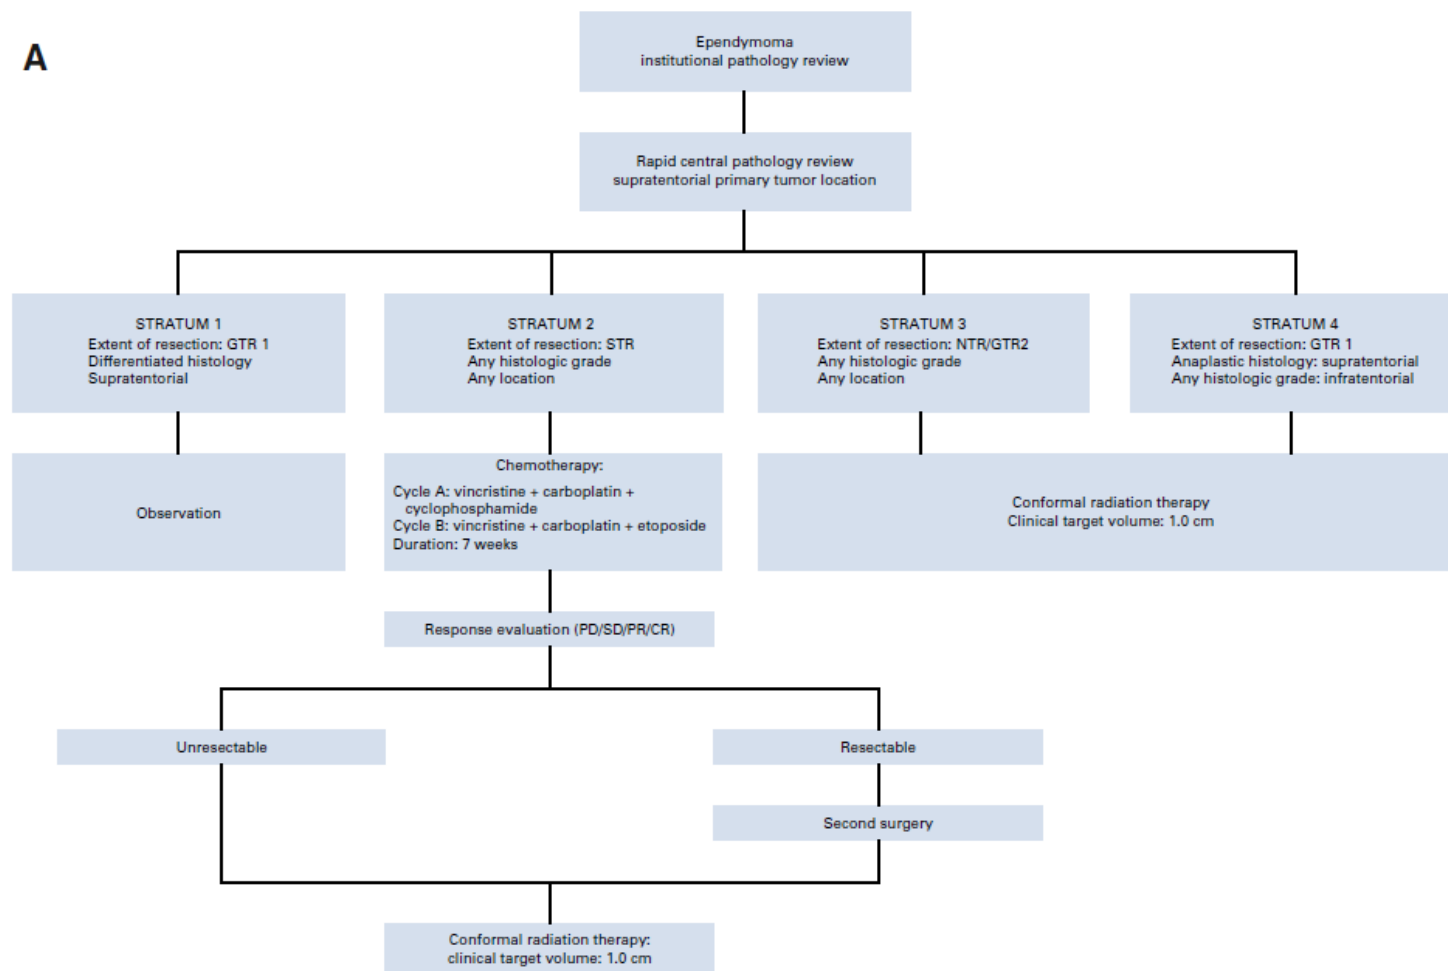 A
Ependymoma
institutional pathology review
Rapid central pathology review
supratentorial primary tumor location
STRATUM 1
Extent of resection: GTR 1
Differentiated histology
Supratentorial
STRATUM 2
Extent of resection: STR
Any histologic grade
Any location
STRATUM 3
Extent of resection: NTR/GTR2
Any histologic grade
Any location
STRATUM 4
Extent of resection: GTR 1
Anaplastic histology: supratentorial
Any histologic grade: infratentorial
Observation
Chemotherapy:
Cycle A: vincristine + carboplatin +
cyclophosphamide
Cycle B: vincristine + carboplatin + etoposide
Duration: 7 weeks
Conformal radiation therapy
Clinical target volume: 1.0 cm
Response evaluation (PD/SD/PR/CR)
Unresectable
Resectable
Second surgery
Conformal radiation therapy:
clinical target volume: 1.0 cm